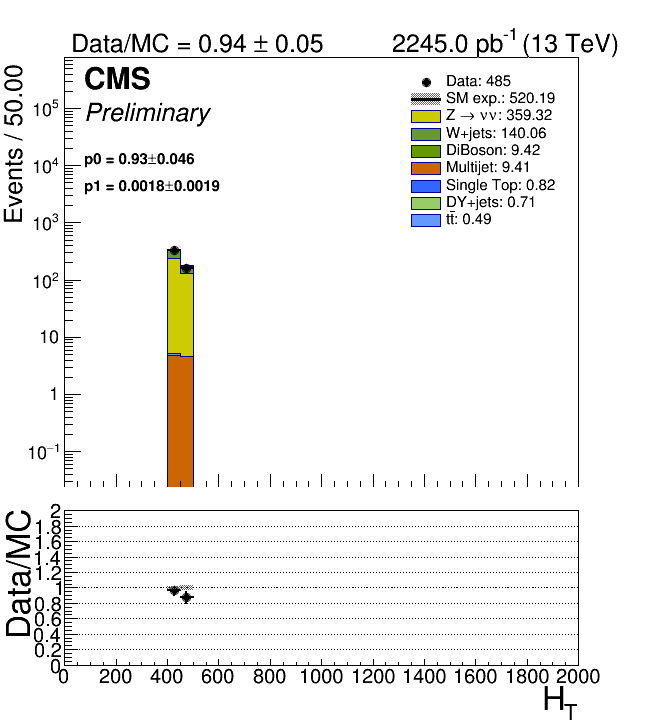 Data/MC = 0.94 ± 0.05 2245.0 pb⁻¹ (13 TeV)
CMS
Preliminary
p0 = 0.93±0.046
p1 = 0.0018±0.0019
Data: 485
SM exp.: 520.19
Z → νν: 359.32
W+jets: 140.06
DiBoson: 9.42
Multijet: 9.41
Single Top: 0.82
DY+jets: 0.71
tt̄: 0.49
Events / 50.00
10⁵
10⁴
10³
10²
10
1
10⁻¹
Data/MC
2
1.8
1.6
1.4
1.2
1
0.8
0.6
0.4
0.2
0
0 200 400 600 800 1000 1200 1400 1600 1800 2000
H_T